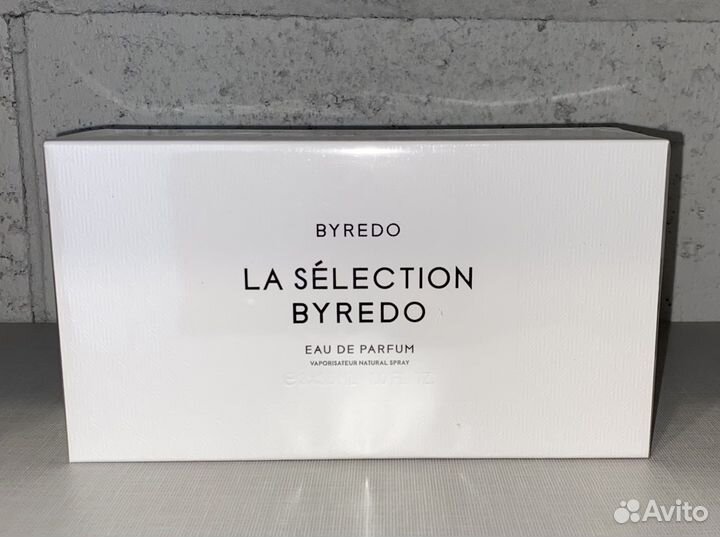 BYREDO
LA SÉLECTION
BYREDO
EAU DE PARFUM
VAPORISATEUR NATURAL SPRAY
Avito